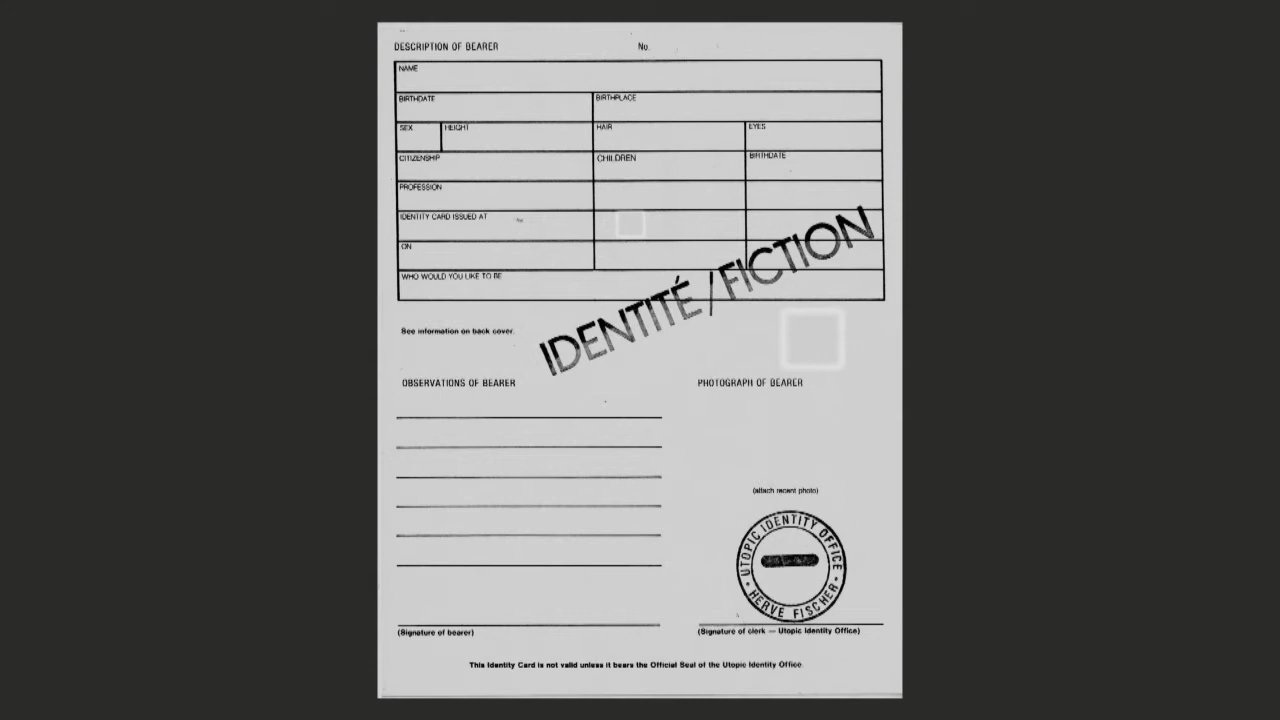 DESCRIPTION OF BEARER No.
NAME
BIRTHDATE BIRTHPLACE
SEX HEIGHT HAIR EYES
CITIZENSHIP CHILDREN BIRTHDATE
PROFESSION
IDENTITY CARD ISSUED AT
ON
WHO WOULD YOU LIKE TO BE
IDENTITÉ / FICTION
See information on back cover.
OBSERVATIONS OF BEARER PHOTOGRAPH OF BEARER
(attach recent photo)
UTOPIC IDENTITY OFFICE
HERVE FISCHER
(Signature of bearer) (Signature of clerk — Utopic Identity Office)
This Identity Card is not valid unless it bears the Official Seal of the Utopic Identity Office.